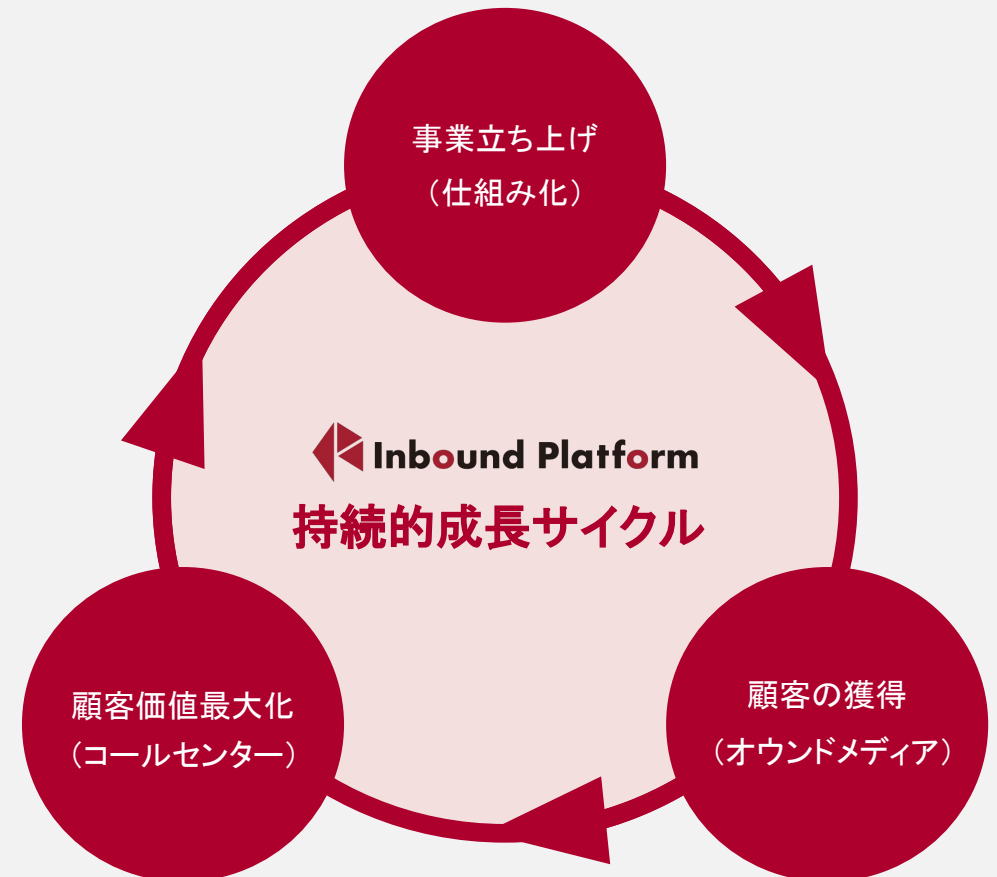 事業立ち上げ
（仕組み化）
Inbound Platform
持続的成長サイクル
顧客価値最大化
（コールセンター）
顧客の獲得
（オウンドメディア）